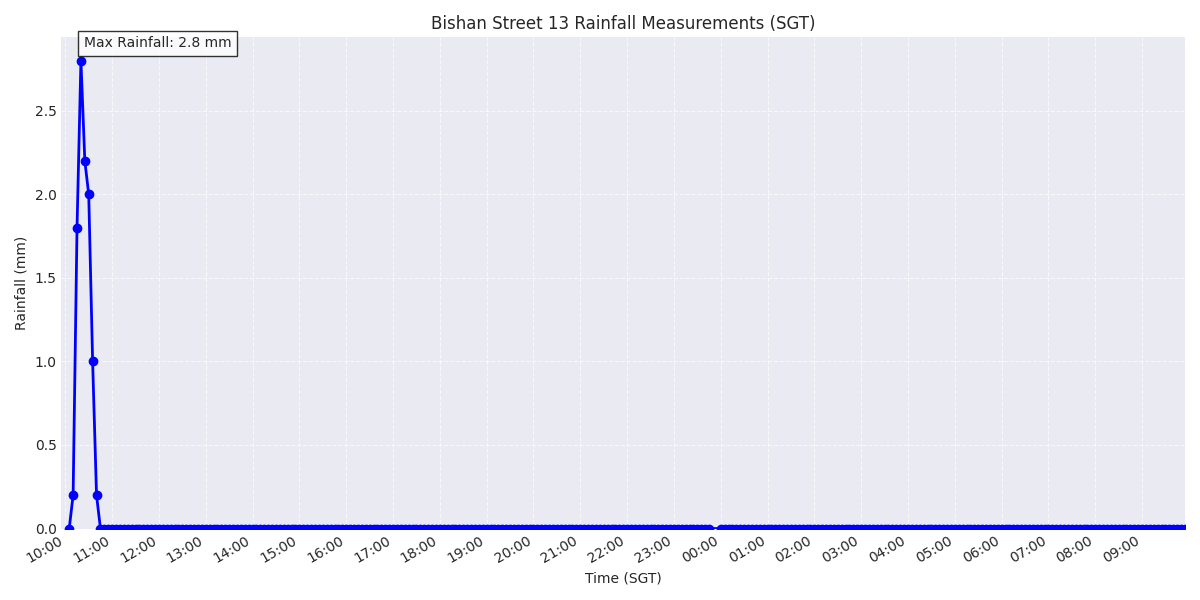 Bishan Street 13 Rainfall Measurements (SGT)
Max Rainfall: 2.8 mm
Rainfall (mm)
2.5
2.0
1.5
1.0
0.5
0.0
10:00 11:00 12:00 13:00 14:00 15:00 16:00 17:00 18:00 19:00 20:00 21:00 22:00 23:00 00:00 01:00 02:00 03:00 04:00 05:00 06:00 07:00 08:00 09:00
Time (SGT)